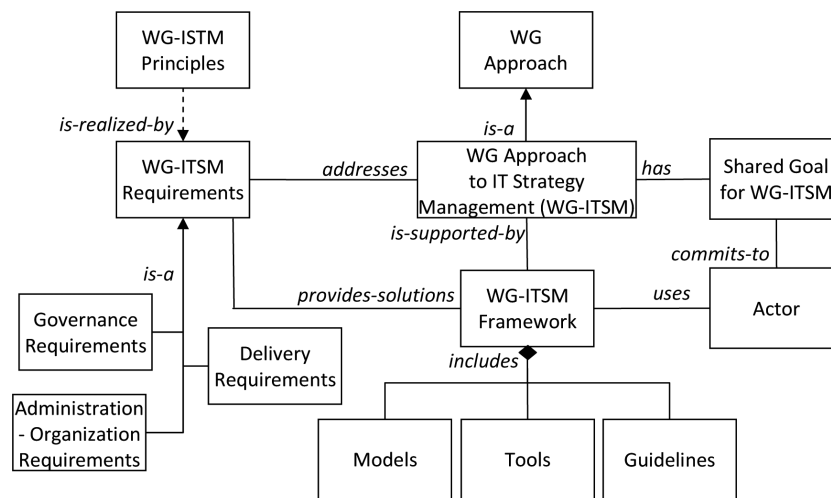 WG-ISTM
Principles
WG
Approach
is-realized-by
is-a
WG-ITSM
Requirements
addresses
WG Approach
to IT Strategy
Management (WG-ITSM)
has
Shared Goal
for WG-ITSM
is-supported-by
commits-to
is-a
provides-solutions
WG-ITSM
Framework
uses
Actor
Governance
Requirements
Delivery
Requirements
includes
Administration
- Organization
Requirements
Models
Tools
Guidelines